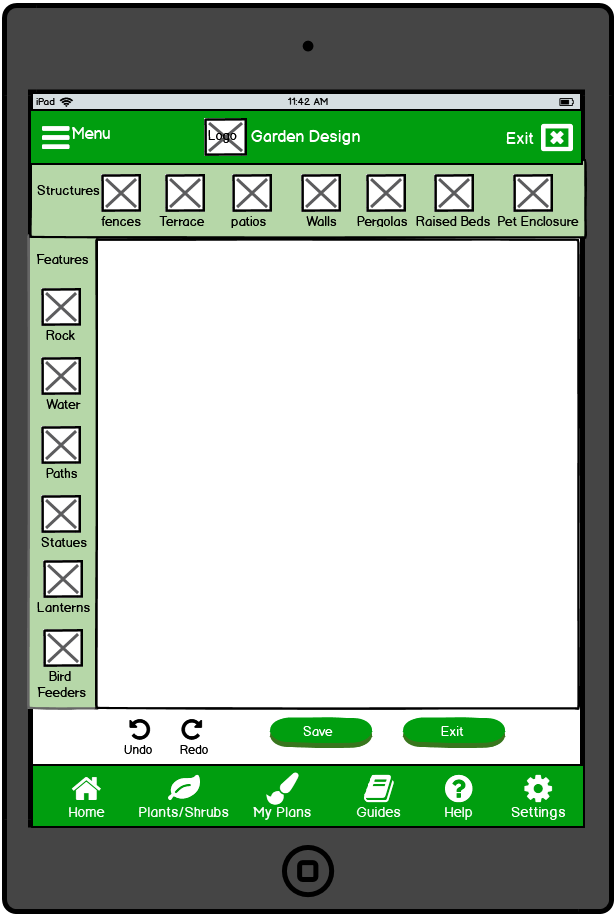 iPad 11:42 AM
Menu Logo Garden Design Exit
Structures
fences Terrace patios Walls Pergolas Raised Beds Pet Enclosure
Features
Rock
Water
Paths
Statues
Lanterns
Bird
Feeders
Undo Redo Save Exit
Home Plants/Shrubs My Plans Guides Help Settings